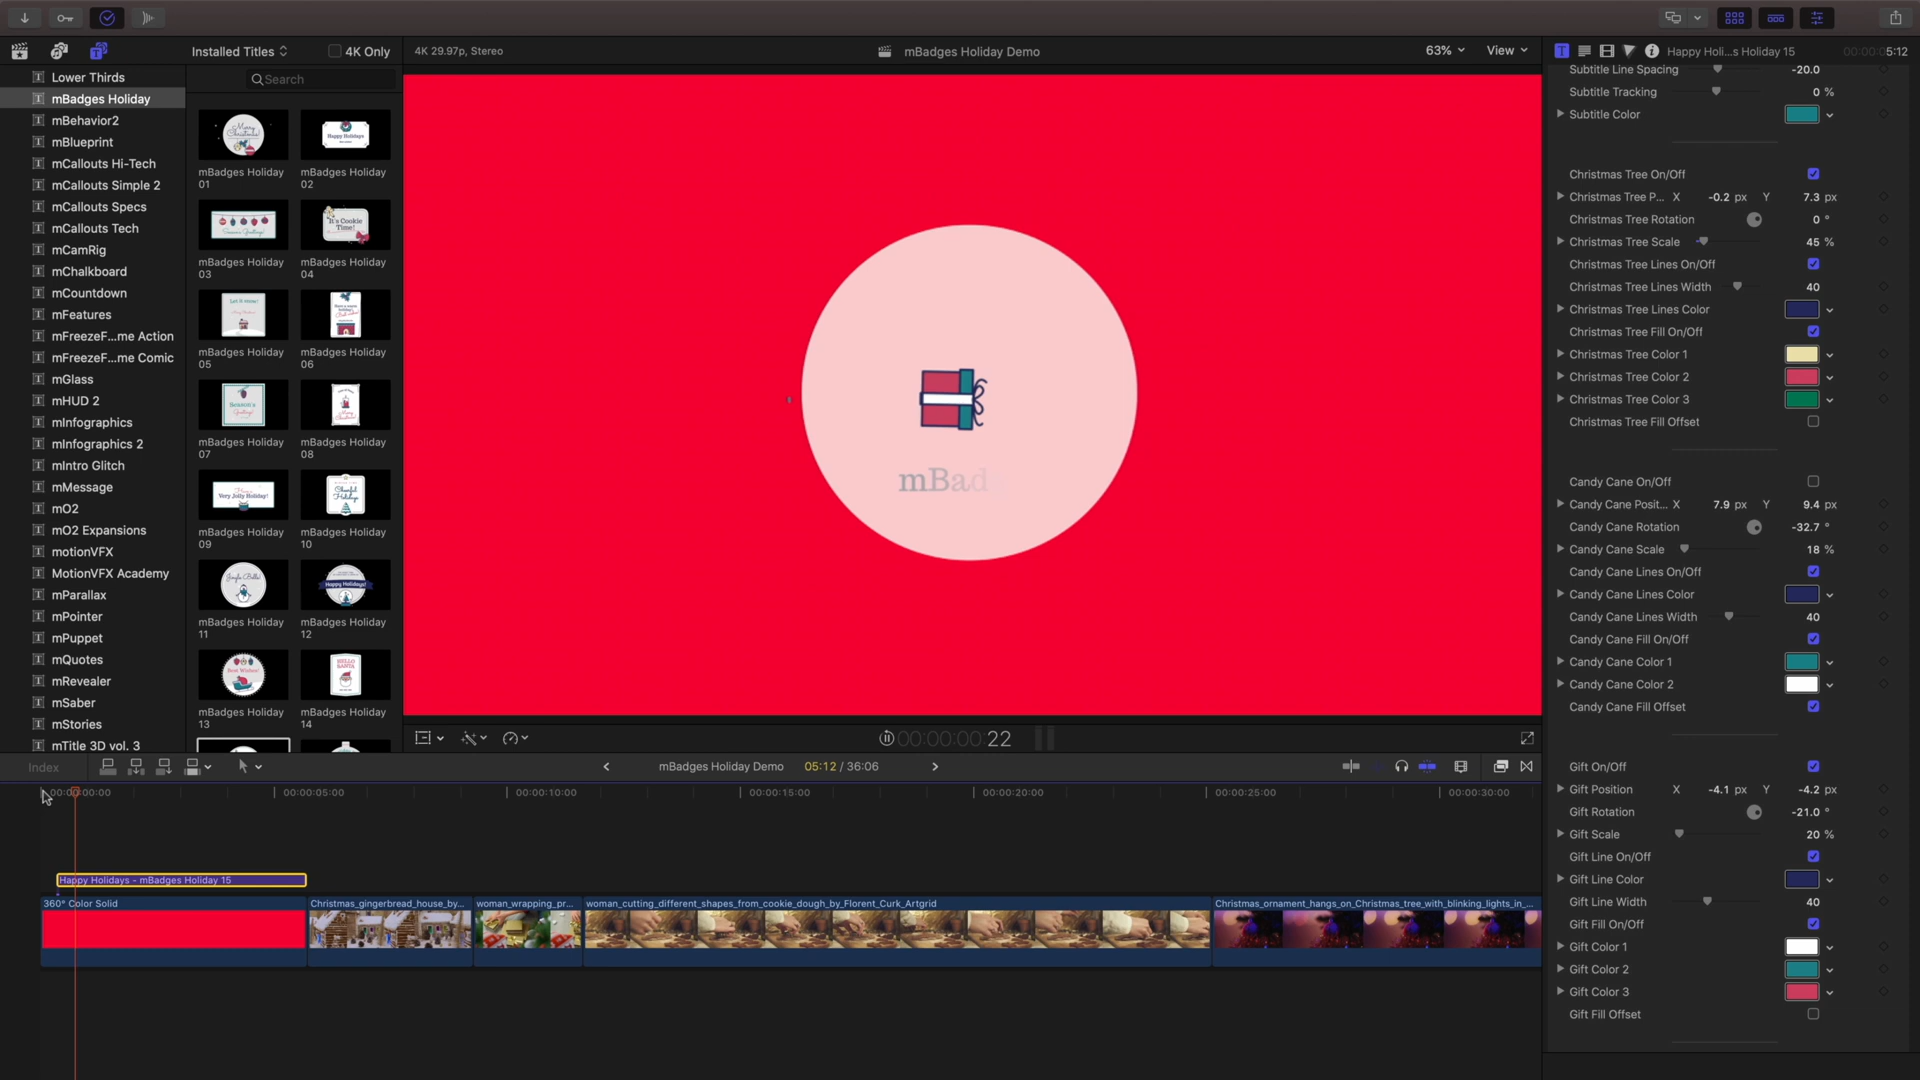 Installed Titles
4K Only
4K 29.97p, Stereo
mBadges Holiday Demo
63%
View
Happy Holi...s Holiday 15
5:12
Search
Lower Thirds
mBadges Holiday
mBehavior2
mBlueprint
mCallouts Hi-Tech
mCallouts Simple 2
mCallouts Specs
mCallouts Tech
mCamRig
mChalkboard
mCountdown
mFeatures
mFreezeF...me Action
mFreezeF...me Comic
mGlass
mHUD 2
mInfographics
mInfographics 2
mIntro Glitch
mMessage
mO2
mO2 Expansions
motionVFX
MotionVFX Academy
mParallax
mPointer
mPuppet
mQuotes
mRevealer
mSaber
mStories
mTitle 3D vol. 3
mBadges Holiday 01
mBadges Holiday 02
mBadges Holiday 03
mBadges Holiday 04
mBadges Holiday 05
mBadges Holiday 06
mBadges Holiday 07
mBadges Holiday 08
mBadges Holiday 09
mBadges Holiday 10
mBadges Holiday 11
mBadges Holiday 12
mBadges Holiday 13
mBadges Holiday 14
mBad
Subtitle Line Spacing -20.0
Subtitle Tracking 0 %
Subtitle Color
Christmas Tree On/Off
Christmas Tree P... X -0.2 px Y 7.3 px
Christmas Tree Rotation 0 °
Christmas Tree Scale 45 %
Christmas Tree Lines On/Off
Christmas Tree Lines Width 40
Christmas Tree Lines Color
Christmas Tree Fill On/Off
Christmas Tree Color 1
Christmas Tree Color 2
Christmas Tree Color 3
Christmas Tree Fill Offset
Candy Cane On/Off
Candy Cane Posit... X 7.9 px Y 9.4 px
Candy Cane Rotation -32.7 °
Candy Cane Scale 18 %
Candy Cane Lines On/Off
Candy Cane Lines Color
Candy Cane Lines Width 40
Candy Cane Fill On/Off
Candy Cane Color 1
Candy Cane Color 2
Candy Cane Fill Offset
Gift On/Off
Gift Position X -4.1 px Y -4.2 px
Gift Rotation -21.0 °
Gift Scale 20 %
Gift Line On/Off
Gift Line Color
Gift Line Width 40
Gift Fill On/Off
Gift Color 1
Gift Color 2
Gift Color 3
Gift Fill Offset
00:00:00:00:22
Index
mBadges Holiday Demo
05:12 / 36:06
00:00:00:00
00:00:05:00
00:00:10:00
00:00:15:00
00:00:20:00
00:00:25:00
00:00:30:00
Happy Holidays - mBadges Holiday 15
360° Color Solid
Christmas_gingerbread_house_by...
woman_wrapping_pr...
woman_cutting_different_shapes_from_cookie_dough_by_Florent_Curk_Artgrid
Christmas_ornament_hangs_on_Christmas_tree_with_blinking_lights_in_...